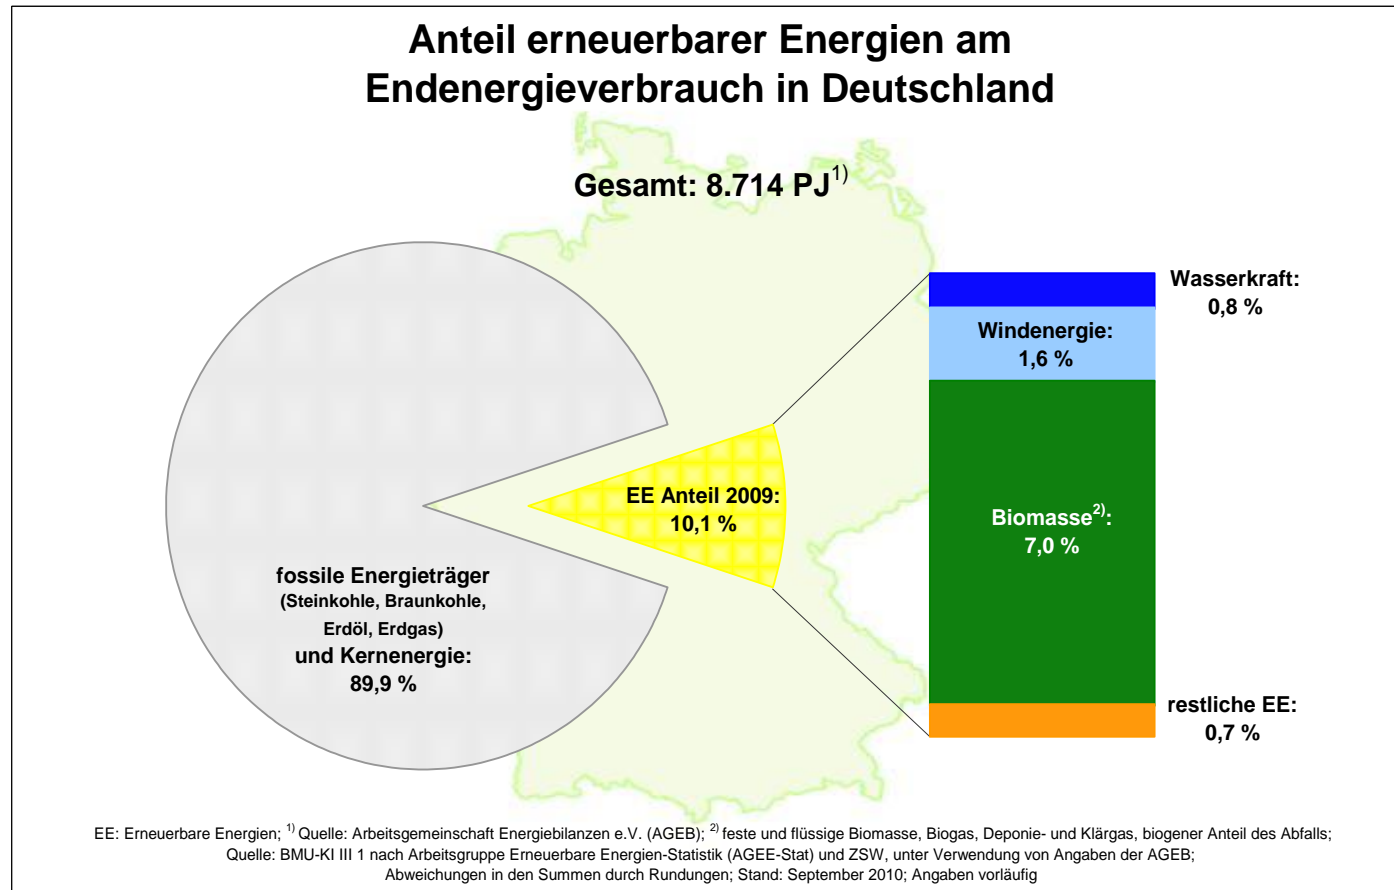 Anteil erneuerbarer Energien am
Endenergieverbrauch in Deutschland
Gesamt: 8.714 PJ1)
Wasserkraft:
0,8 %
Windenergie:
1,6 %
EE Anteil 2009:
10,1 %
Biomasse2):
7,0 %
fossile Energieträger
(Steinkohle, Braunkohle,
Erdöl, Erdgas)
und Kernenergie:
89,9 %
restliche EE:
0,7 %
EE: Erneuerbare Energien; 1) Quelle: Arbeitsgemeinschaft Energiebilanzen e.V. (AGEB); 2) feste und flüssige Biomasse, Biogas, Deponie- und Klärgas, biogener Anteil des Abfalls;
Quelle: BMU-KI III 1 nach Arbeitsgruppe Erneuerbare Energien-Statistik (AGEE-Stat) und ZSW, unter Verwendung von Angaben der AGEB;
Abweichungen in den Summen durch Rundungen; Stand: September 2010; Angaben vorläufig